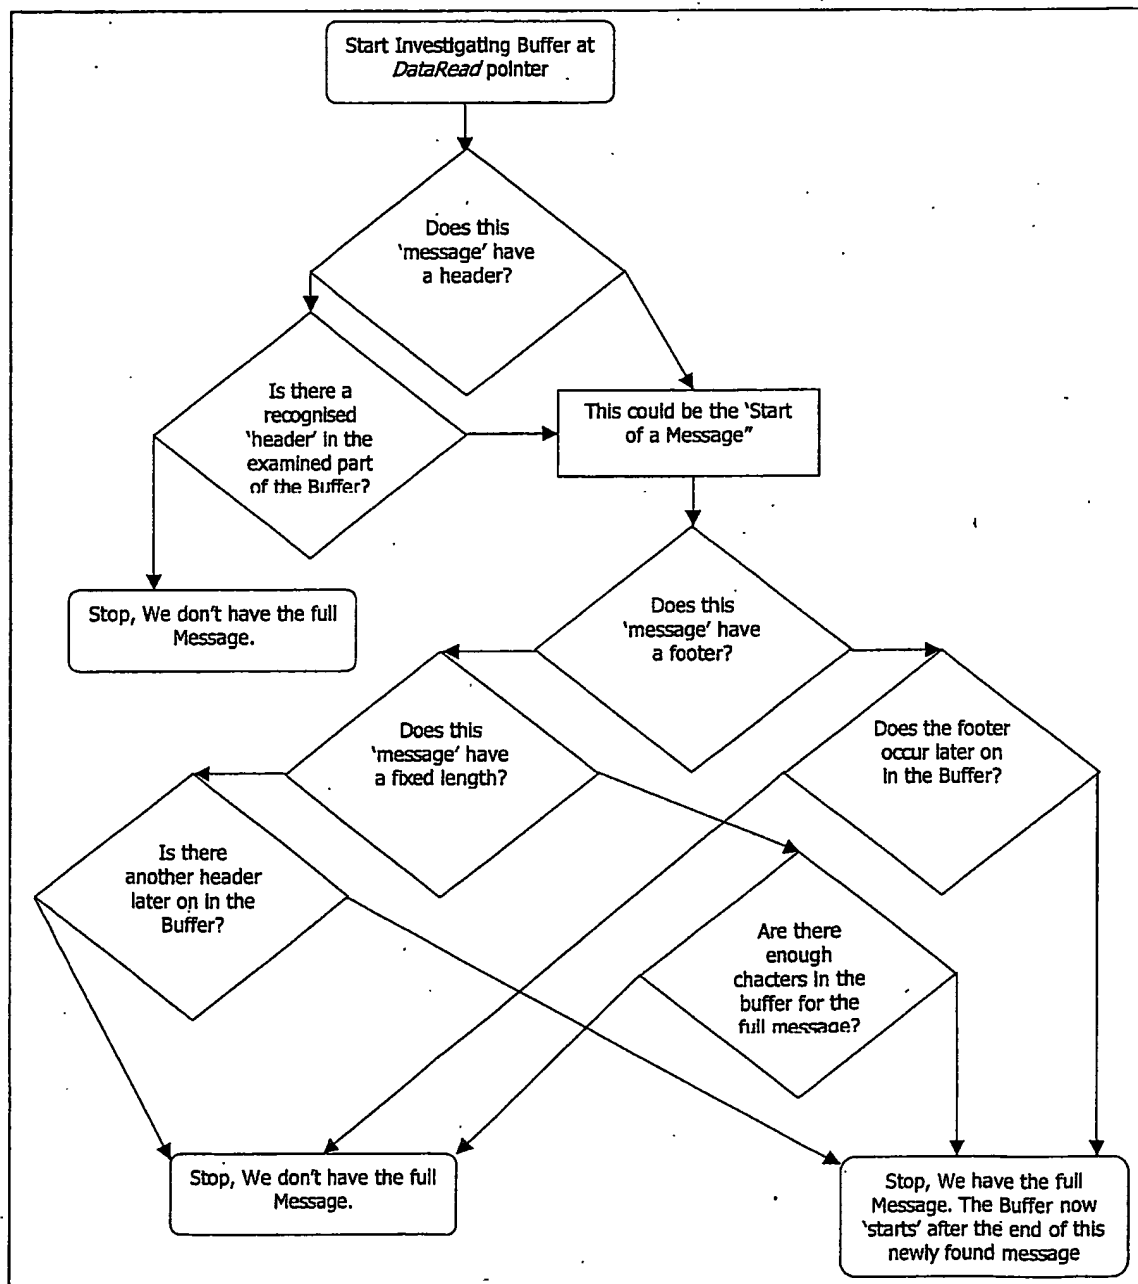 Start Investigating Buffer at
DataRead pointer
Does this
‘message’ have
a header?
Is there a
recognised
‘header’ in the
examined part
of the Buffer?
This could be the ‘Start
of a Message”
Stop, We don’t have the full
Message.
Does this
‘message’ have
a footer?
Does this
‘message’ have
a fixed length?
Does the footer
occur later on
in the Buffer?
Is there
another header
later on in the
Buffer?
Are there
enough
chacters in the
buffer for the
full message?
Stop, We don’t have the full
Message.
Stop, We have the full
Message. The Buffer now
‘starts’ after the end of this
newly found message